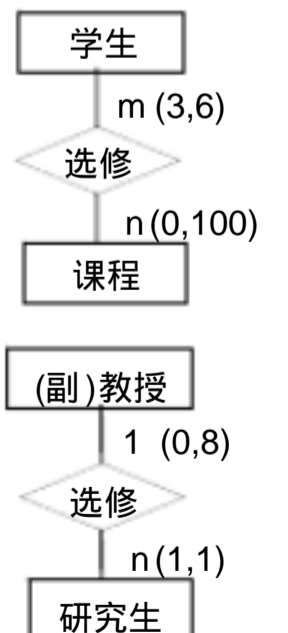 学生
m (3,6)
选修
n(0,100)
课程
(副)教授
1 (0,8)
选修
n(1,1)
研究生